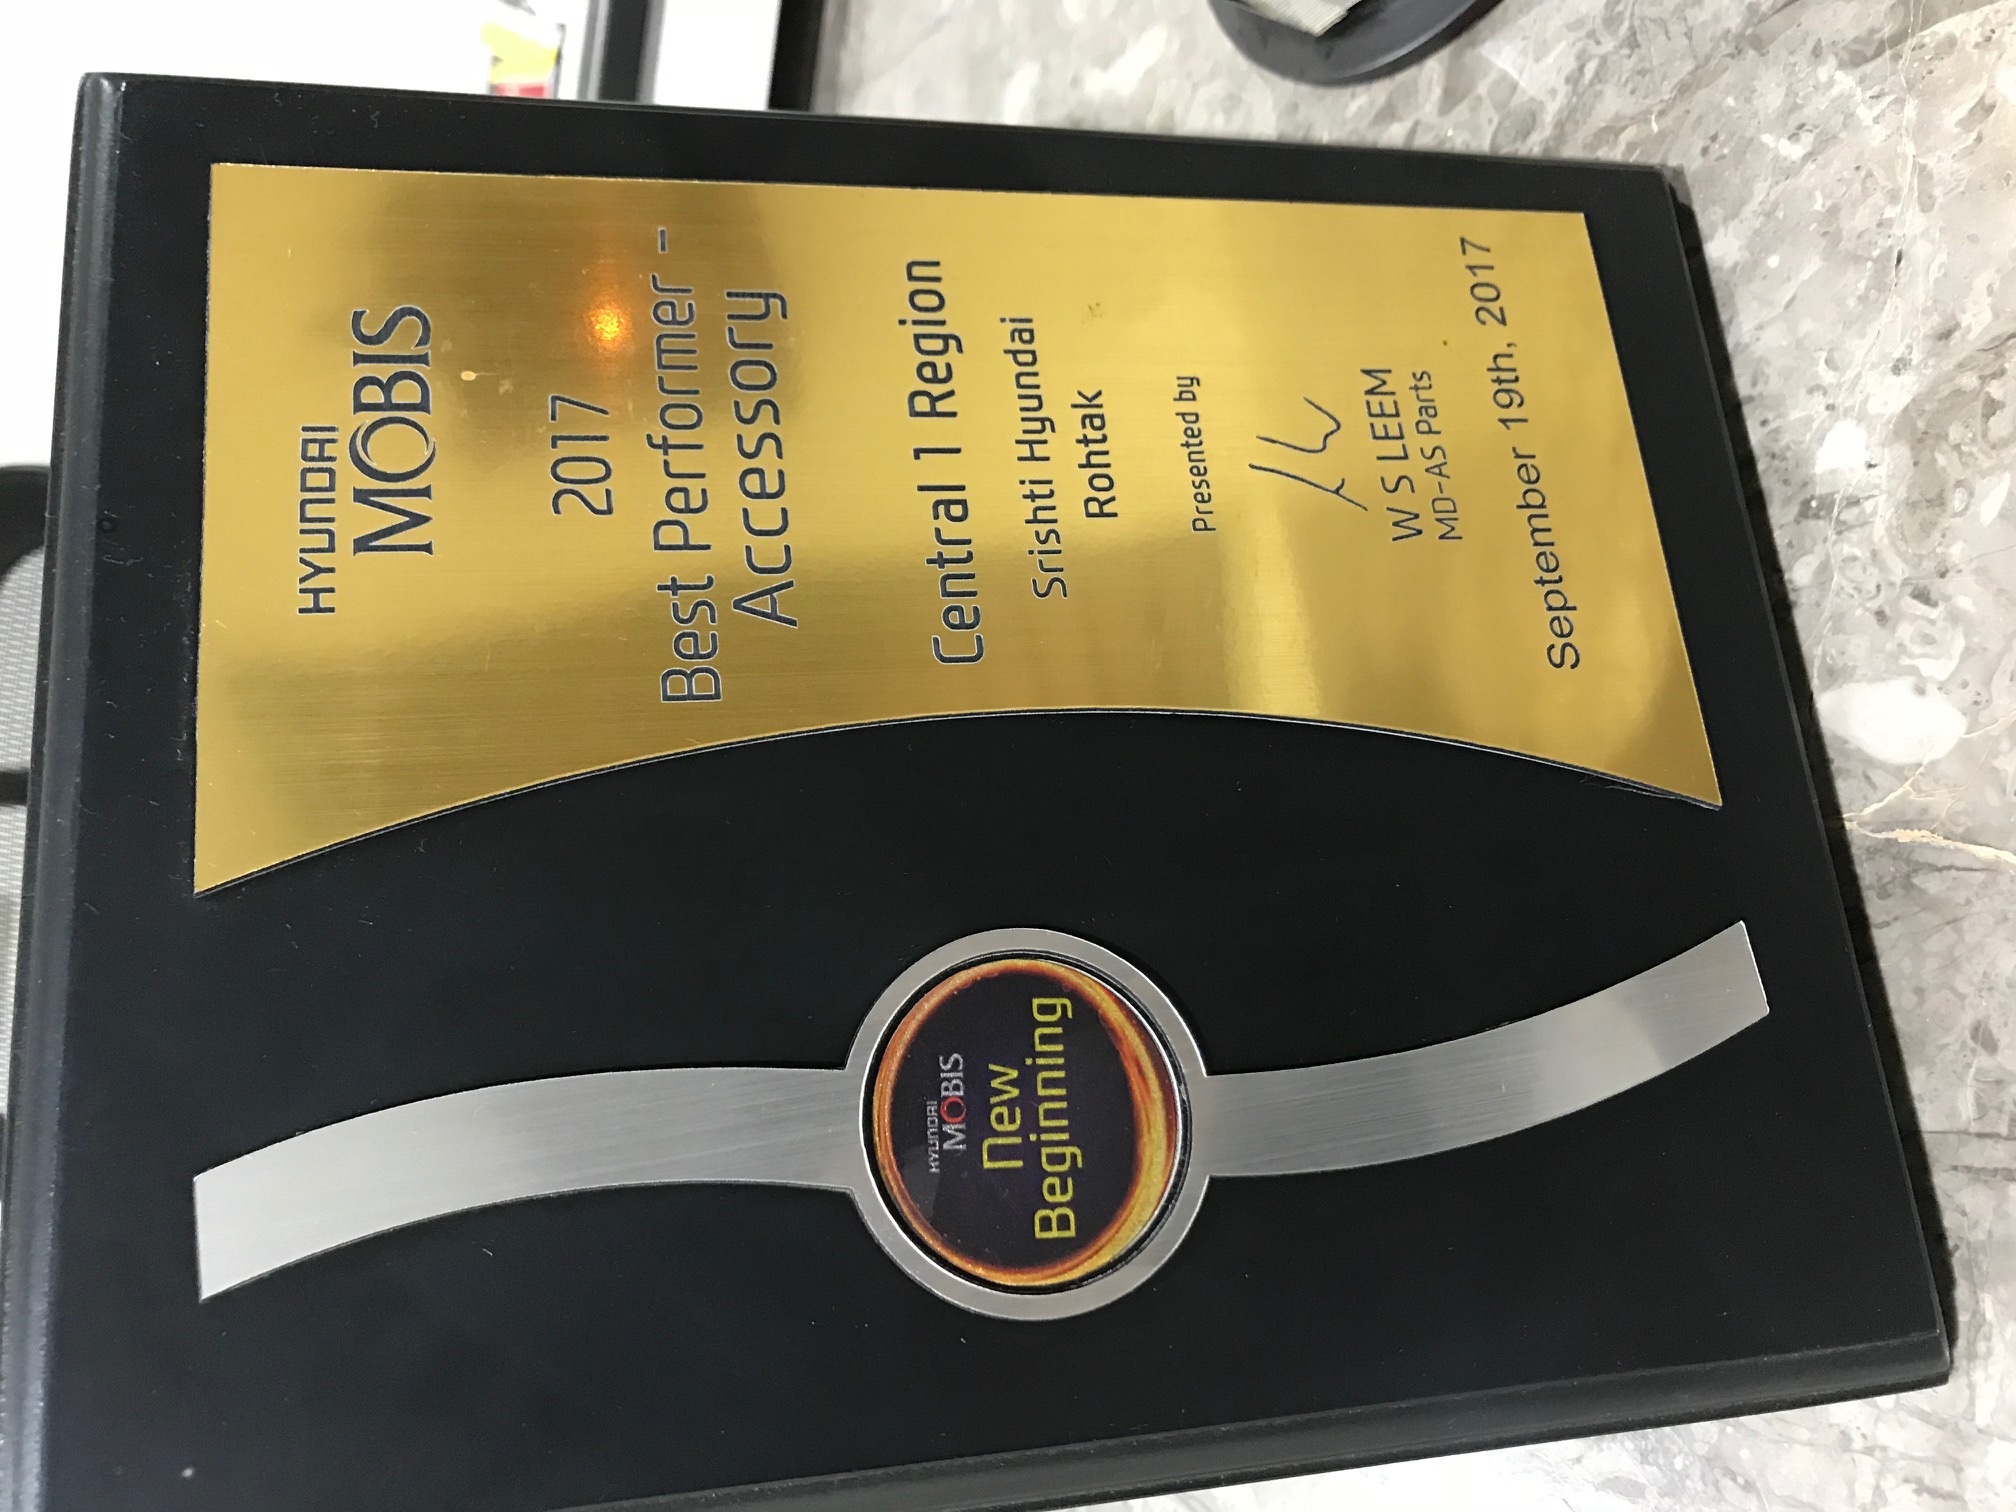 HYUNDAI
MOBIS
New
Beginning
HYUNDAI
MOBIS
2017
Best Performer -
Accessory
Central 1 Region
Srishti Hyundai
Rohtak
Presented by
W S LEEM
MD-AS Parts
September 19th, 2017